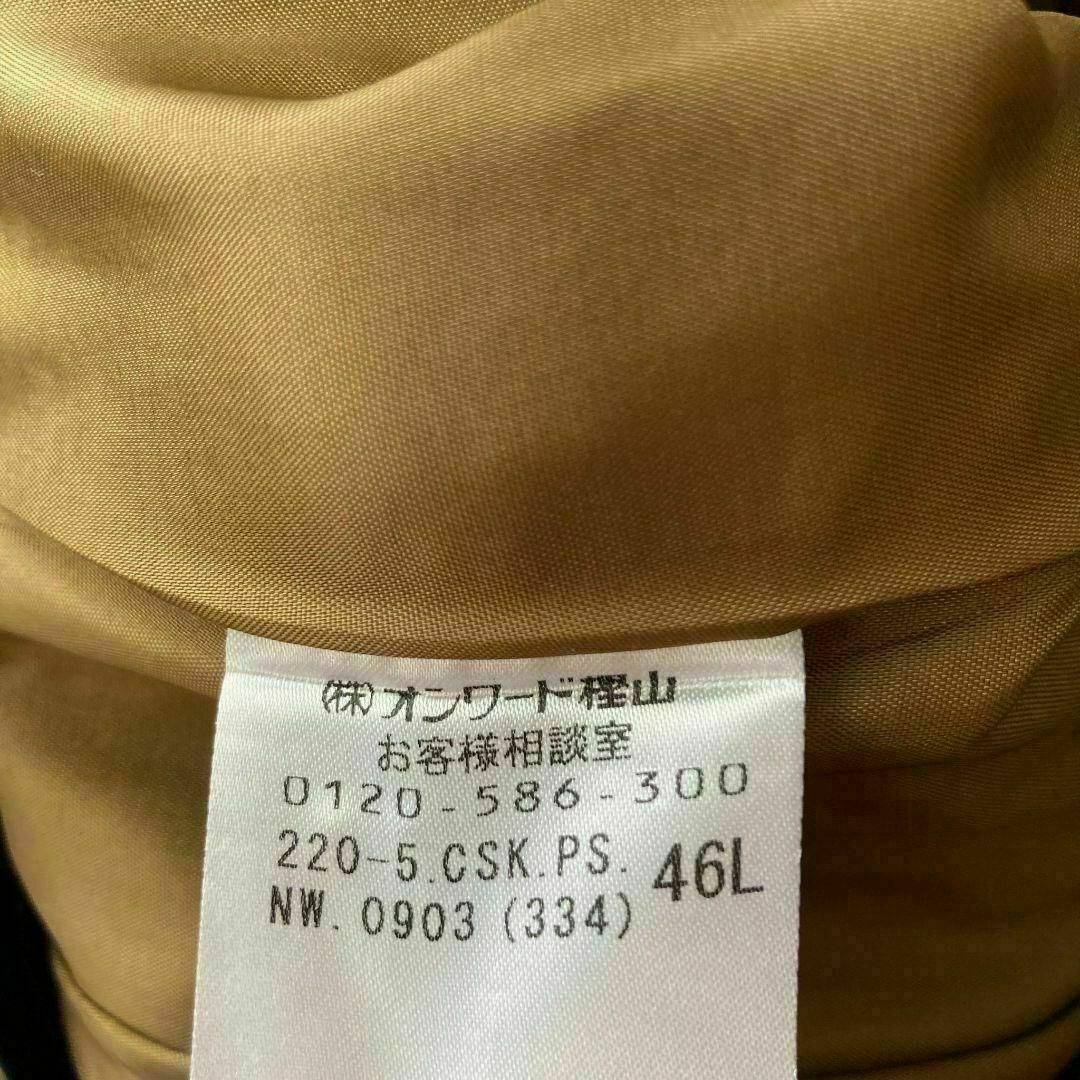 (株)オンワード樫山
お客様相談室
0120-586-300
220-5.CSK.PS. 46L
NW. 0903 (334)